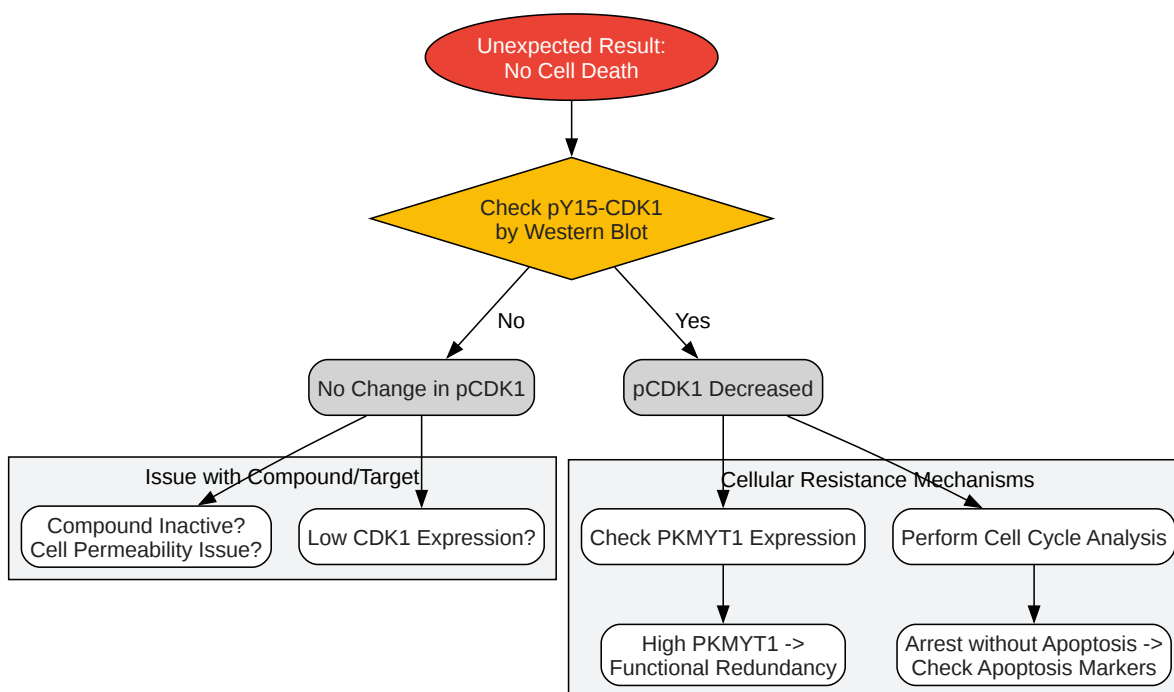 Unexpected Result:
No Cell Death
Check pY15-CDK1
by Western Blot
No
Yes
No Change in pCDK1
pCDK1 Decreased
Issue with Compound/Target
Cellular Resistance Mechanisms
Compound Inactive?
Cell Permeability Issue?
Low CDK1 Expression?
Check PKMYT1 Expression
Perform Cell Cycle Analysis
High PKMYT1 ->
Functional Redundancy
Arrest without Apoptosis ->
Check Apoptosis Markers